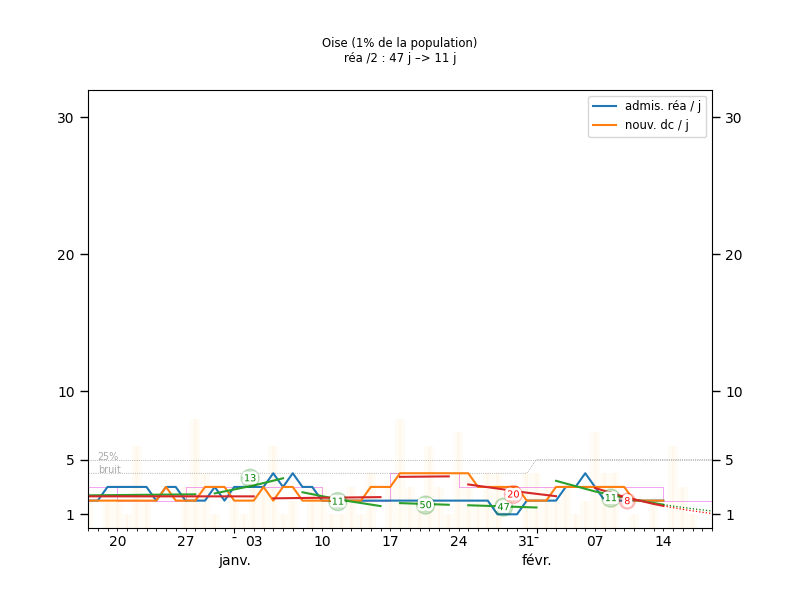 Oise (1% de la population)
réa /2 : 47 j –> 11 j
admis. réa / j
nouv. dc / j
30 30
20 20
10 10
5 5
1 1
25%
bruit
13
11
50
47
20
11
8
20 27 03 10 17 24 31 07 14
janv. févr.